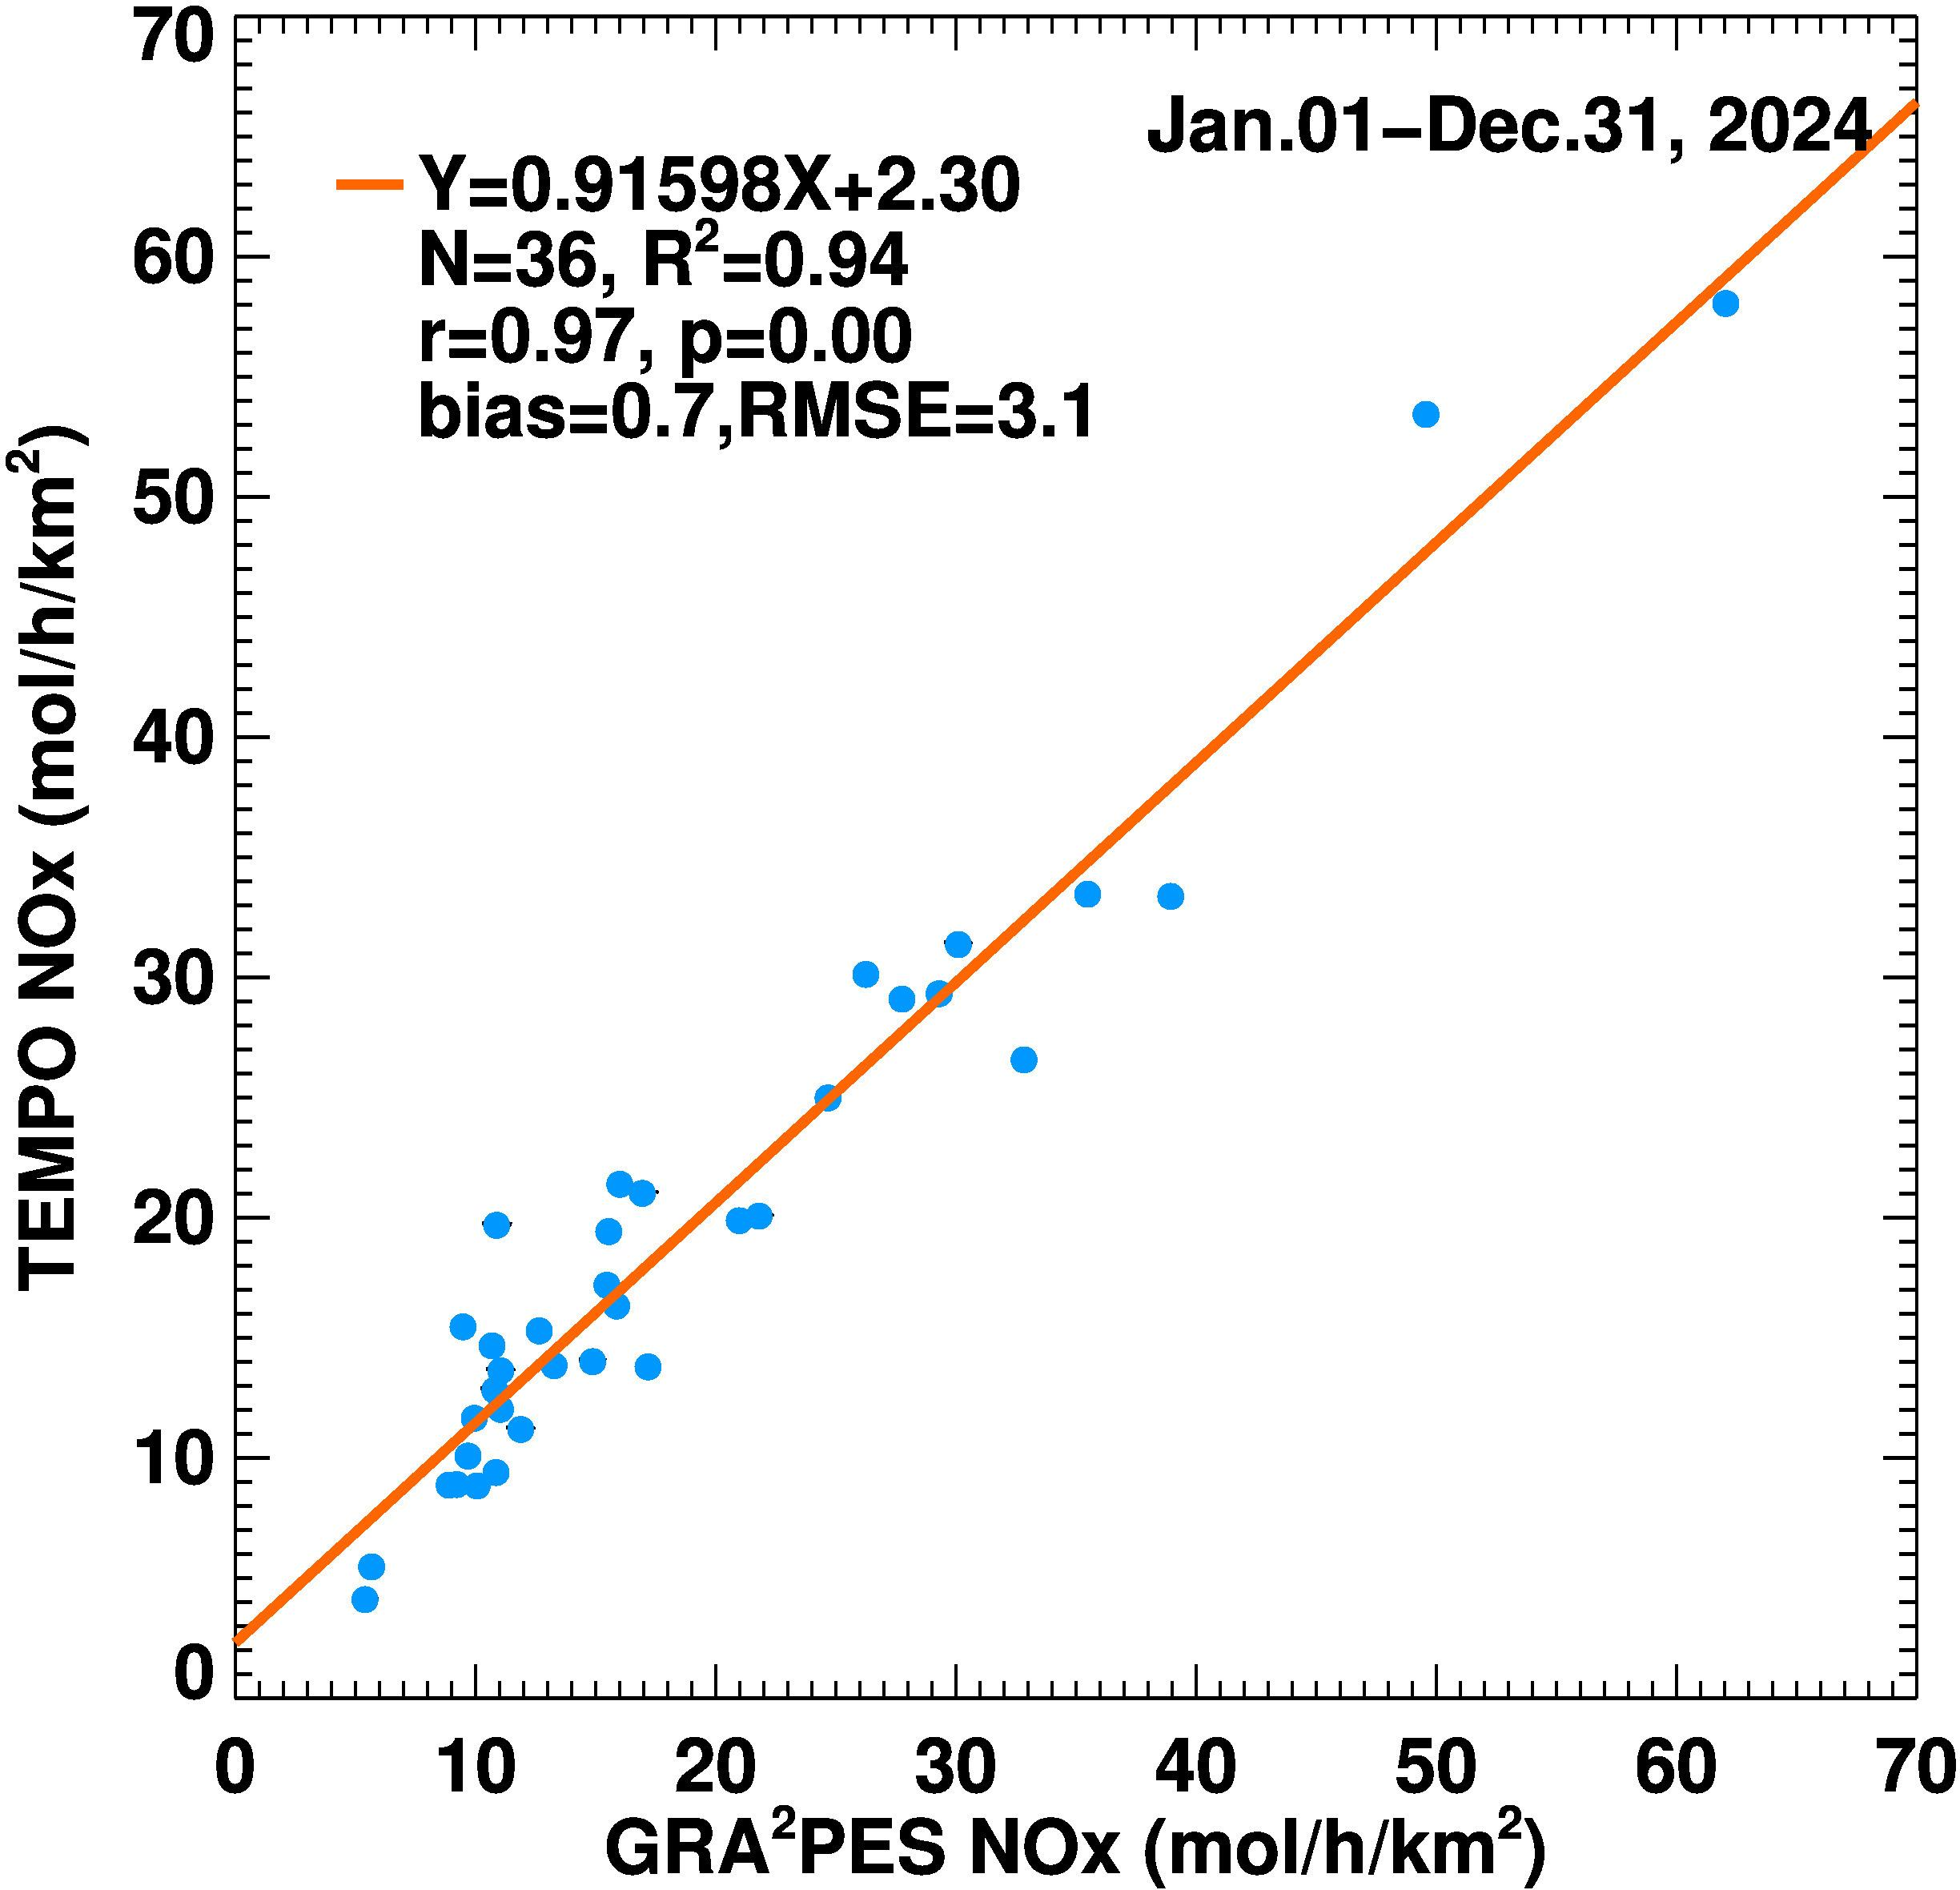 Jan.01−Dec.31, 2024
Y=0.91598X+2.30
N=36, R²=0.94
r=0.97, p=0.00
bias=0.7,RMSE=3.1
TEMPO NOx (mol/h/km²)
70
60
50
40
30
20
10
0
0 10 20 30 40 50 60 70
GRA²PES NOx (mol/h/km²)